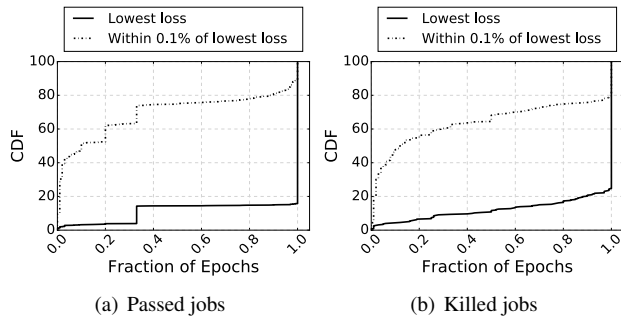 Lowest loss
Within 0.1% of lowest loss
CDF
100
80
60
40
20
0
0.0 0.2 0.4 0.6 0.8 1.0
Fraction of Epochs
(a) Passed jobs
Lowest loss
Within 0.1% of lowest loss
CDF
100
80
60
40
20
0
0.0 0.2 0.4 0.6 0.8 1.0
Fraction of Epochs
(b) Killed jobs